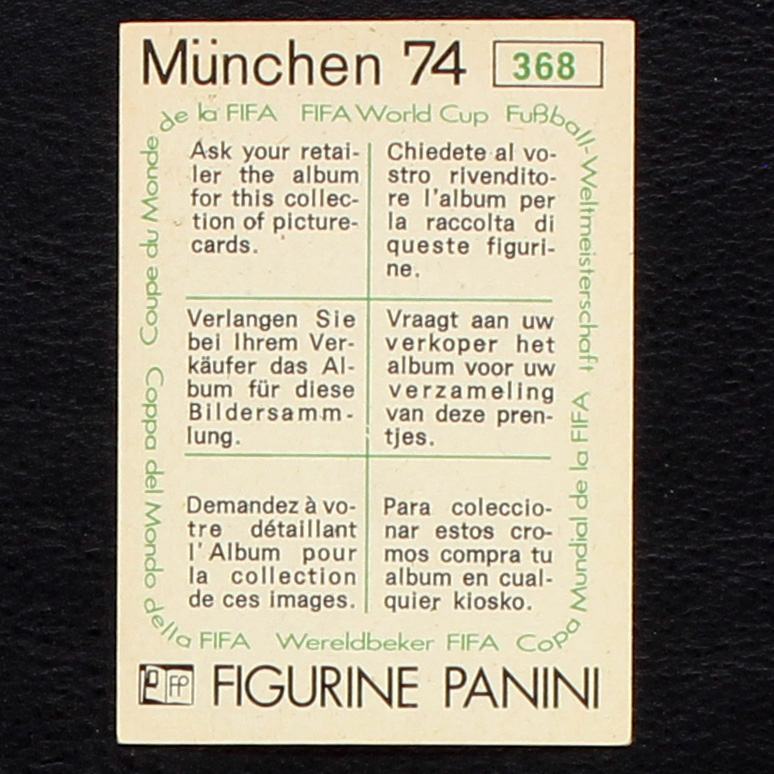 München 74 368
Coupe du Monde de la FIFA
FIFA World Cup
Fußball-Weltmeisterschaft
Ask your retai-
ler the album
for this collec-
tion of picture-
cards.
Chiedete al vo-
stro rivendito-
re l'album per
la raccolta di
queste figuri-
ne.
Verlangen Sie
bei Ihrem Ver-
käufer das Al-
bum für diese
Bildersamm-
lung.
Vraagt aan uw
verkoper het
album voor uw
verzameling
van deze pren-
tjes.
Demandez à vo-
tre détaillant
l'Album pour
la collection
de ces images.
Para coleccio-
nar estos cro-
mos compra tu
album en cual-
quier kiosko.
Coppa del Mondo della FIFA
Wereldbeker FIFA
Copa Mundial de la FIFA
FP FIGURINE PANINI